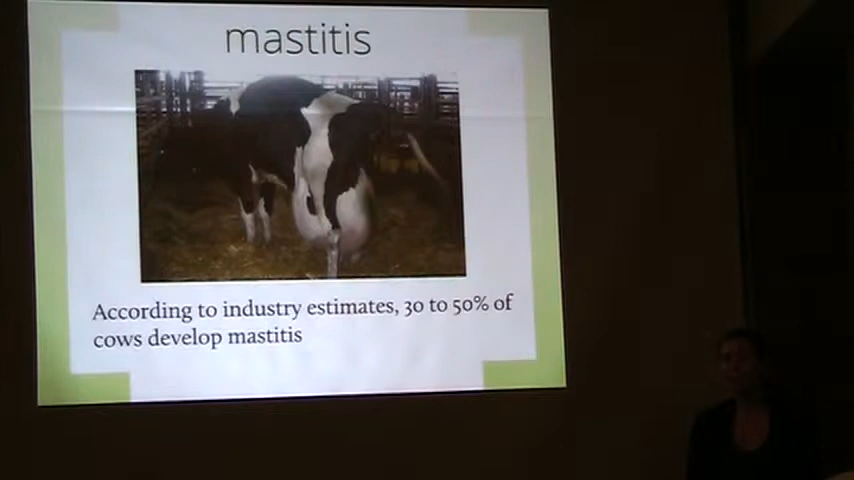 mastitis
According to industry estimates, 30 to 50% of
cows develop mastitis